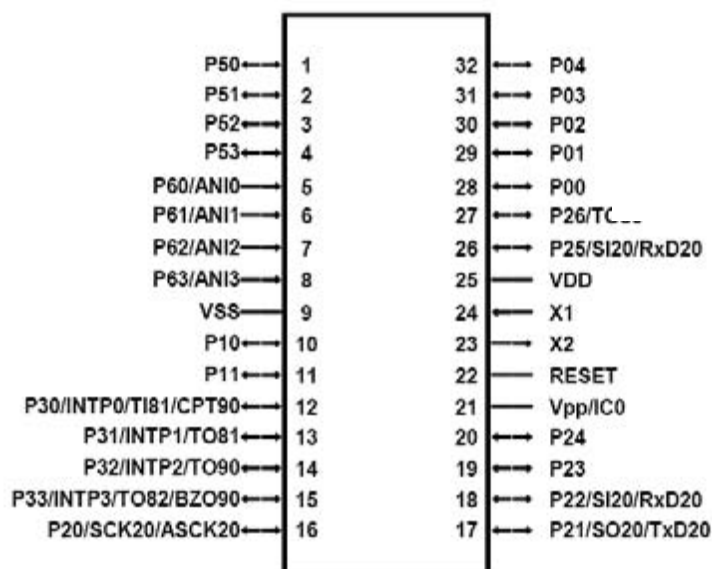 P50 1 32 P04
P51 2 31 P03
P52 3 30 P02
P53 4 29 P01
P60/ANI0 5 28 P00
P61/ANI1 6 27
P62/ANI2 7 26 P25/SI20/RxD20
P63/ANI3 8 25 VDD
VSS 9 24 X1
P10 10 23 X2
P11 11 22 RESET
P30/INTP0/TI81/CPT90 12 21 Vpp/IC0
P31/INTP1/TO81 13 20 P24
P32/INTP2/TO90 14 19 P23
P33/INTP3/TO82/BZO90 15 18 P22/SI20/RxD20
P20/SCK20/ASCK20 16 17 P21/SO20/TxD20